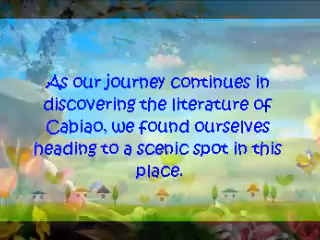 As our journey continues in
discovering the literature of
Cabiao, we found ourselves
heading to a scenic spot in this
place.